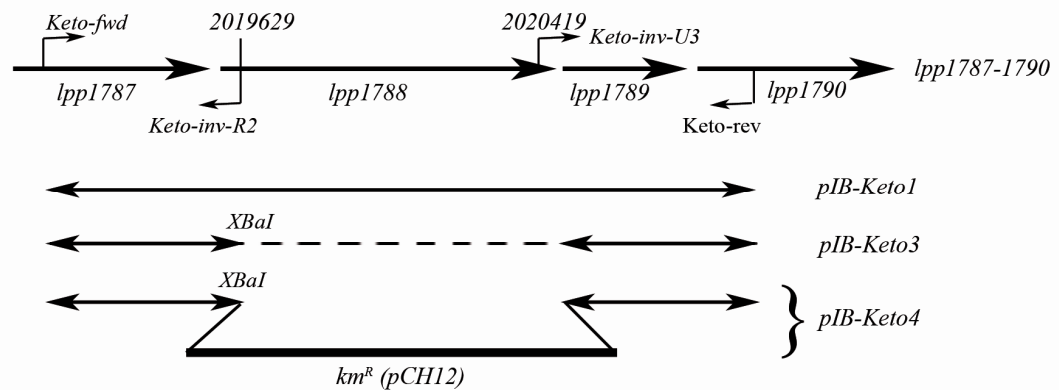 Keto-fwd
2019629
2020419
Keto-inv-U3
lpp1787
lpp1788
lpp1789
lpp1790
lpp1787-1790
Keto-inv-R2
Keto-rev
pIB-Keto1
XBaI
pIB-Keto3
XBaI
pIB-Keto4
kmᴿ (pCH12)